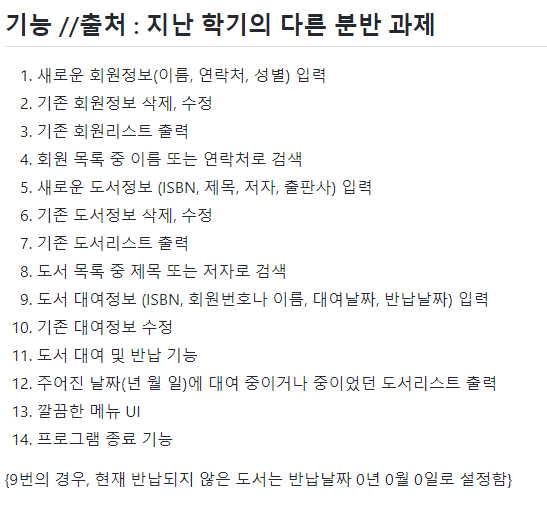 기능 //출처 : 지난 학기의 다른 분반 과제
1. 새로운 회원정보(이름, 연락처, 성별) 입력
2. 기존 회원정보 삭제, 수정
3. 기존 회원리스트 출력
4. 회원 목록 중 이름 또는 연락처로 검색
5. 새로운 도서정보 (ISBN, 제목, 저자, 출판사) 입력
6. 기존 도서정보 삭제, 수정
7. 기존 도서리스트 출력
8. 도서 목록 중 제목 또는 저자로 검색
9. 도서 대여정보 (ISBN, 회원번호나 이름, 대여날짜, 반납날짜) 입력
10. 기존 대여정보 수정
11. 도서 대여 및 반납 기능
12. 주어진 날짜(년 월 일)에 대여 중이거나 중이었던 도서리스트 출력
13. 깔끔한 메뉴 UI
14. 프로그램 종료 기능
{9번의 경우, 현재 반납되지 않은 도서는 반납날짜 0년 0월 0일로 설정함}